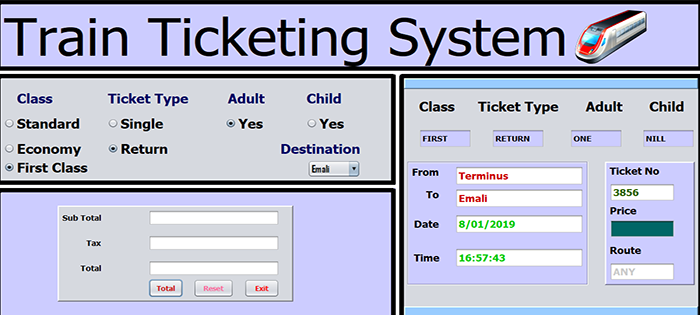 Train Ticketing System
Class Ticket Type Adult Child
Standard Single Yes Yes
Economy Return Destination
First Class Emali
Sub Total
Tax
Total
Total Reset Exit
Class Ticket Type Adult Child
FIRST RETURN ONE NILL
From Terminus
To Emali
Date 8/01/2019
Time 16:57:43
Ticket No
3856
Price
Route
ANY